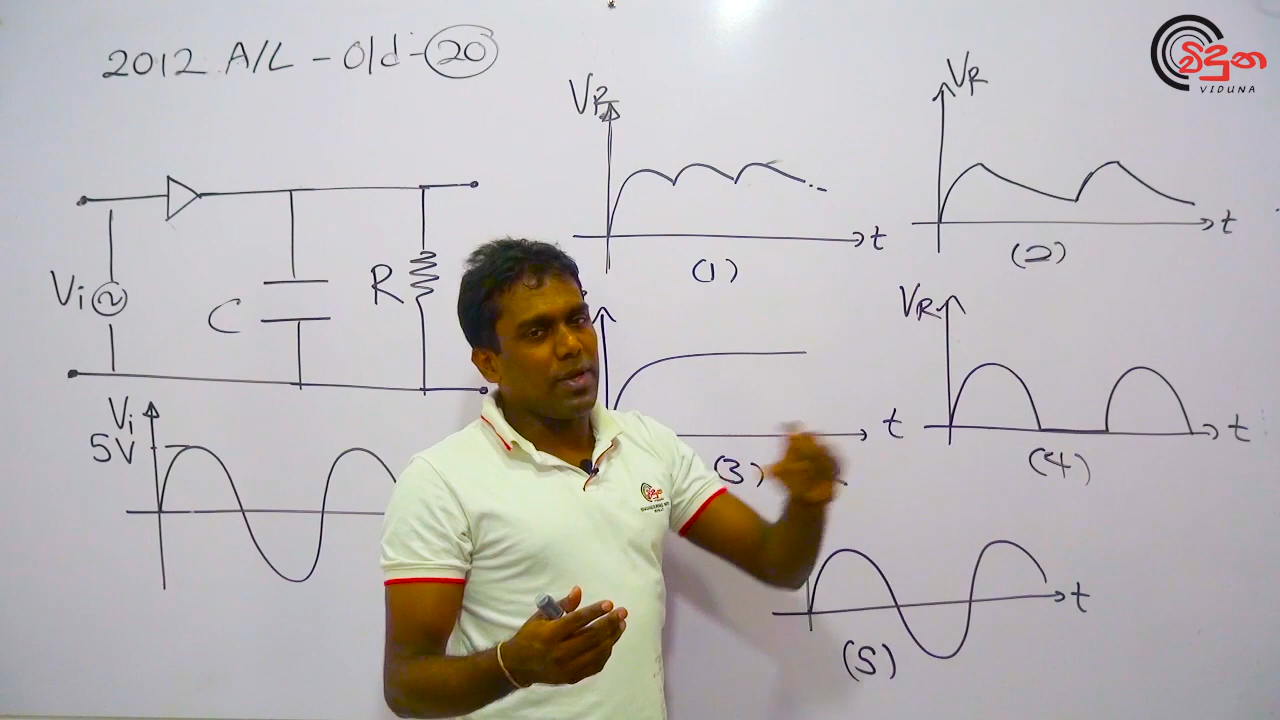 2012 A/L - Old - 20
විදුන
VIDUNA
Vi
C
R
Vi
5V
VR
t
(1)
VR
t
(2)
t
(3)
VR
t
(4)
t
(5)
විදුන